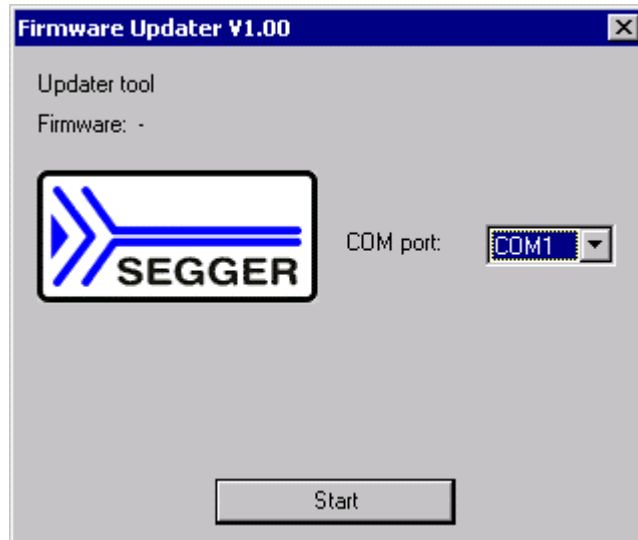 Firmware Updater V1.00
Updater tool
Firmware: -
SEGGER
COM port:
COM1
Start